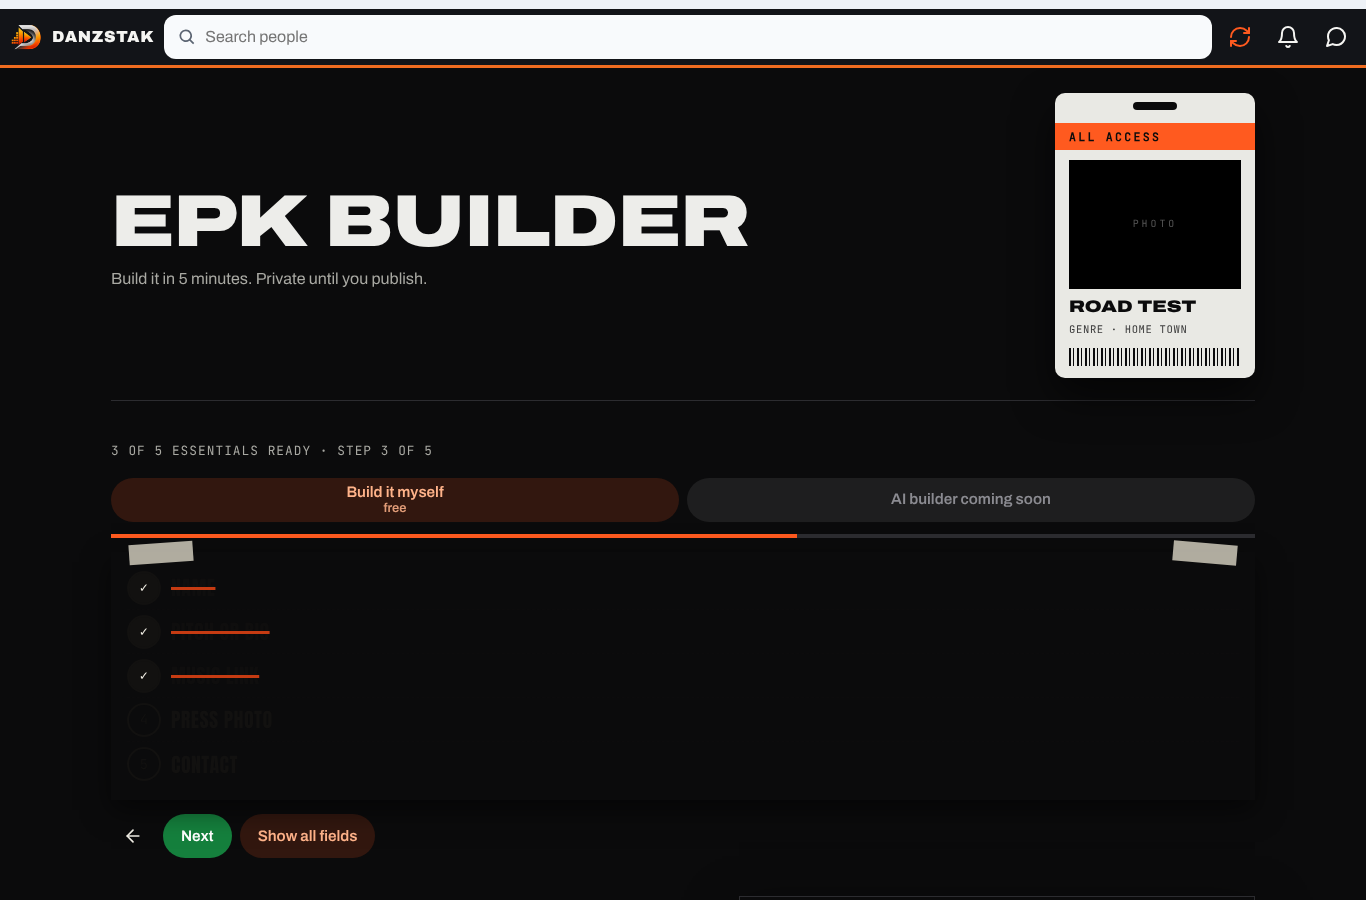 DANZSTAK
Search people
ALL ACCESS
PHOTO
ROAD TEST
GENRE · HOME TOWN
EPK BUILDER
Build it in 5 minutes. Private until you publish.
3 OF 5 ESSENTIALS READY · STEP 3 OF 5
Build it myself
free
AI builder coming soon
✓
✓
✓
PRESS PHOTO
CONTACT
Next
Show all fields